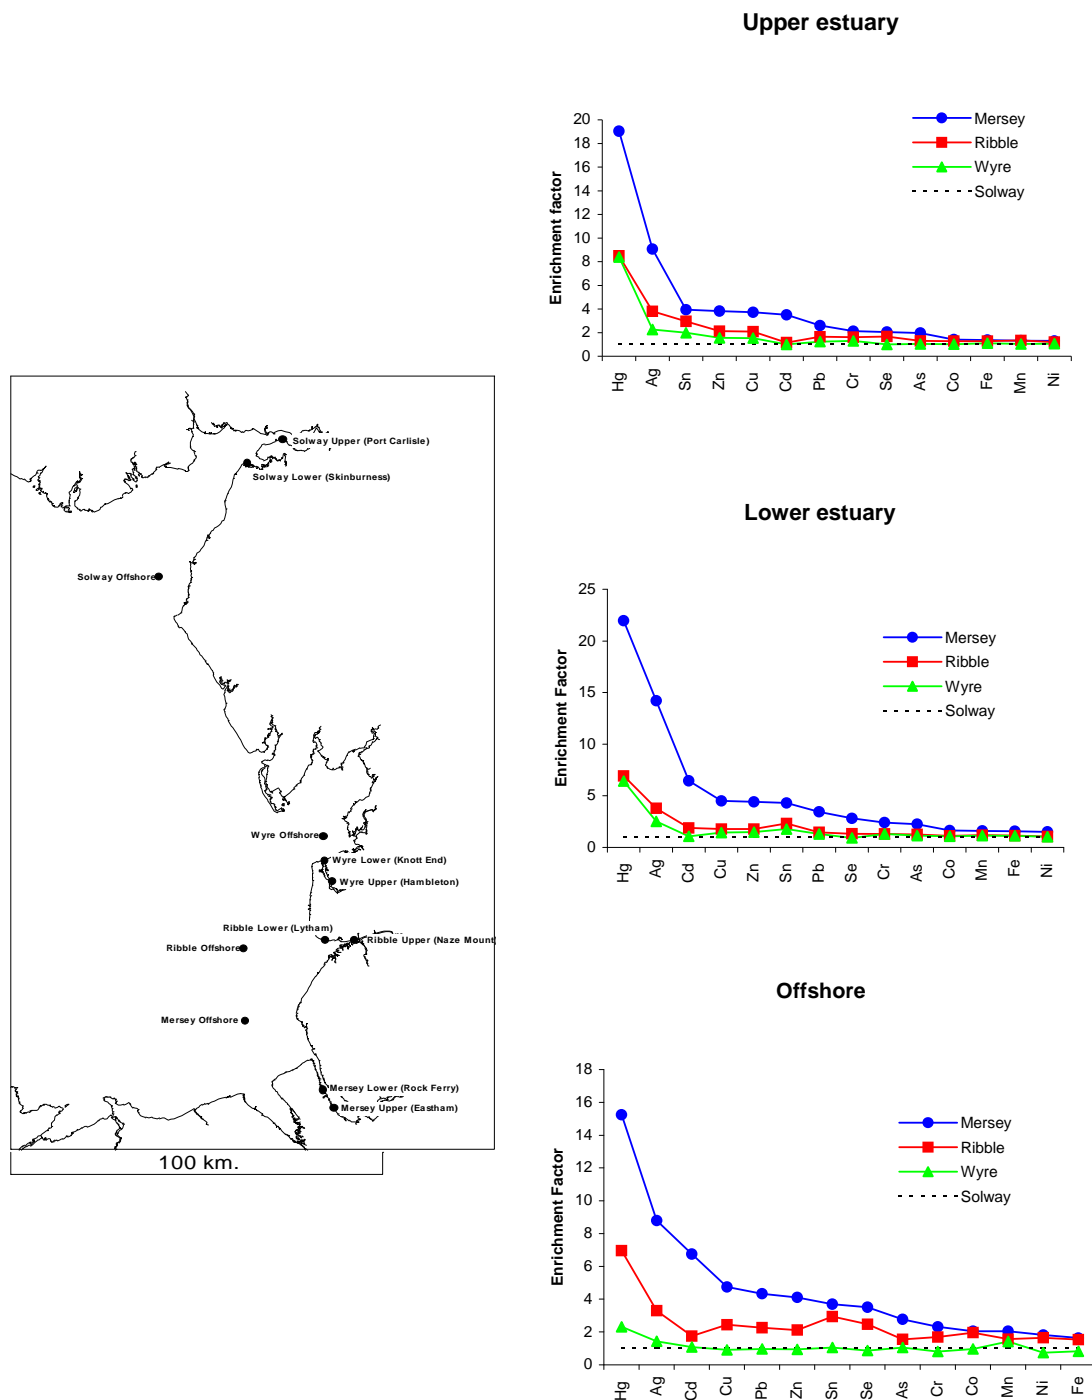 Upper estuary
Enrichment factor
20
18
16
14
12
10
8
6
4
2
0
Mersey
Ribble
Wyre
Solway
Hg Ag Sn Zn Cu Cd Pb Cr Se As Co Fe Mn Ni
Solway Upper (Port Carlisle)
Solway Lower (Skinburness)
Solway Offshore
Wyre Offshore
Wyre Lower (Knott End)
Wyre Upper (Hambleton)
Ribble Lower (Lytham)
Ribble Upper (Naze Mount)
Ribble Offshore
Mersey Offshore
Mersey Lower (Rock Ferry)
Mersey Upper (Eastham)
100 km.
Lower estuary
Enrichment Factor
25
20
15
10
5
0
Mersey
Ribble
Wyre
Solway
Hg Ag Cd Cu Zn Sn Pb Se Cr As Co Mn Fe Ni
Offshore
Enrichment Factor
18
16
14
12
10
8
6
4
2
0
Mersey
Ribble
Wyre
Solway
Hg Ag Cd Cu Pb Zn Sn Se As Cr Co Mn Ni Fe